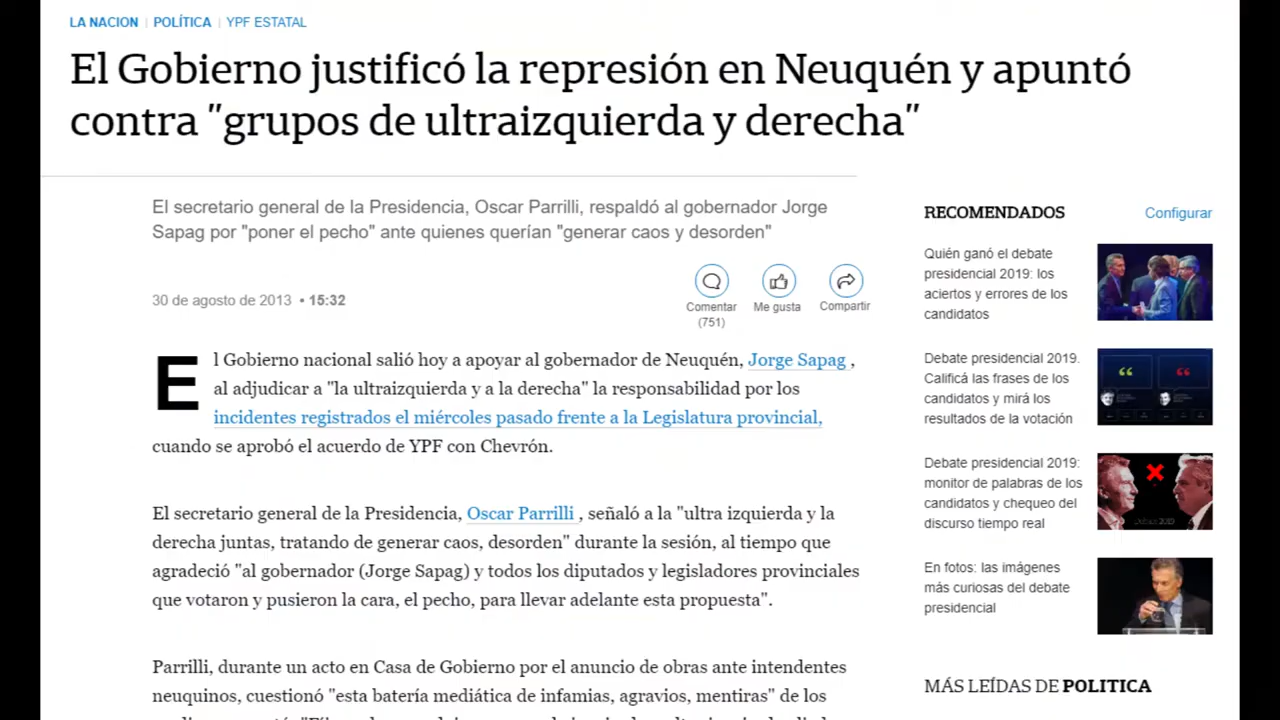 LA NACION | POLÍTICA | YPF ESTATAL
El Gobierno justificó la represión en Neuquén y apuntó
contra "grupos de ultraizquierda y derecha"
El secretario general de la Presidencia, Oscar Parrilli, respaldó al gobernador Jorge
Sapag por "poner el pecho" ante quienes querían "generar caos y desorden"
30 de agosto de 2013 • 15:32
Comentar
(751)
Me gusta
Compartir
El Gobierno nacional salió hoy a apoyar al gobernador de Neuquén, Jorge Sapag ,
al adjudicar a "la ultraizquierda y a la derecha" la responsabilidad por los
incidentes registrados el miércoles pasado frente a la Legislatura provincial,
cuando se aprobó el acuerdo de YPF con Chevrón.
El secretario general de la Presidencia, Oscar Parrilli , señaló a la "ultra izquierda y la
derecha juntas, tratando de generar caos, desorden" durante la sesión, al tiempo que
agradeció "al gobernador (Jorge Sapag) y todos los diputados y legisladores provinciales
que votaron y pusieron la cara, el pecho, para llevar adelante esta propuesta".
Parrilli, durante un acto en Casa de Gobierno por el anuncio de obras ante intendentes
neuquinos, cuestionó "esta batería mediática de infamias, agravios, mentiras" de los
RECOMENDADOS
Configurar
Quién ganó el debate
presidencial 2019: los
aciertos y errores de los
candidatos
Debate presidencial 2019.
Calificá las frases de los
candidatos y mirá los
resultados de la votación
Debate presidencial 2019:
monitor de palabras de los
candidatos y chequeo del
discurso tiempo real
En fotos: las imágenes
más curiosas del debate
presidencial
MÁS LEÍDAS DE POLITICA